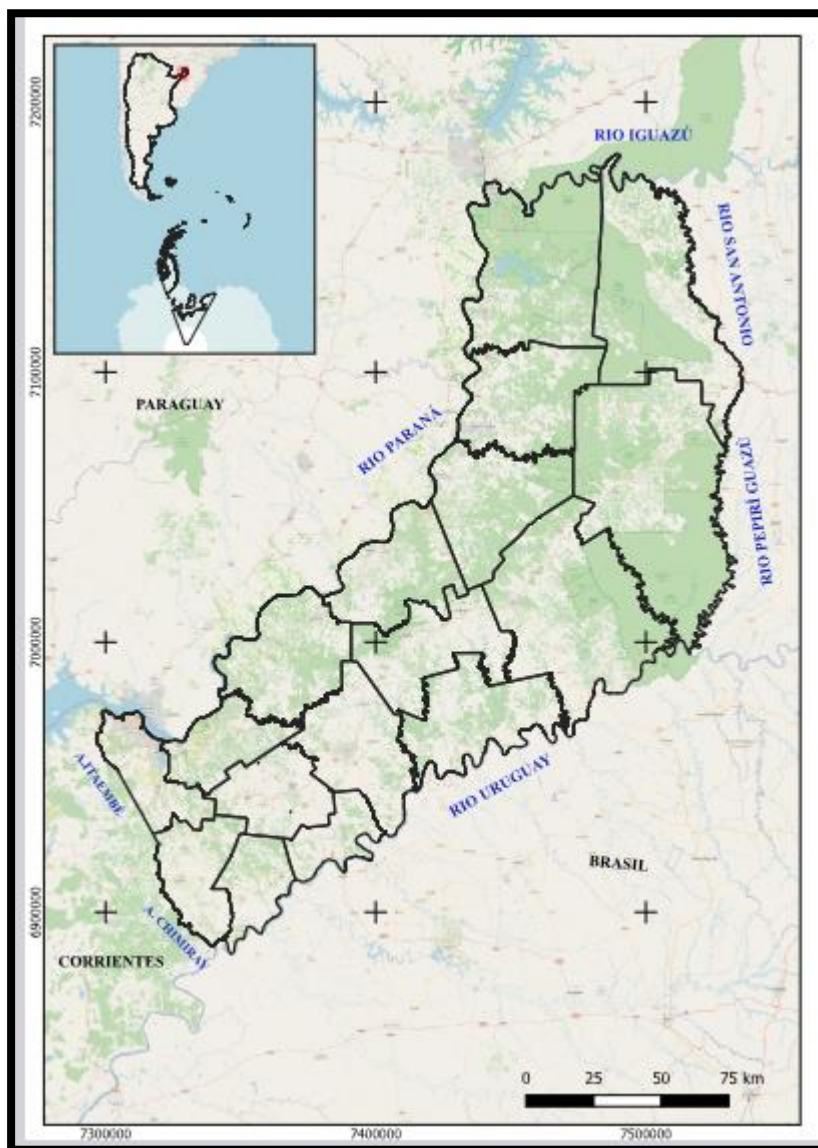 7200000
RIO IGUAZÚ
RIO SAN ANTONIO
7100000
PARAGUAY
RIO PARANÁ
RIO PEPIRÍ GUAZÚ
7000000
A.ITAEMBÉ
RIO URUGUAY
BRASIL
6900000
A. CHIMIRAY
CORRIENTES
0 25 50 75 km
7300000 7400000 7500000